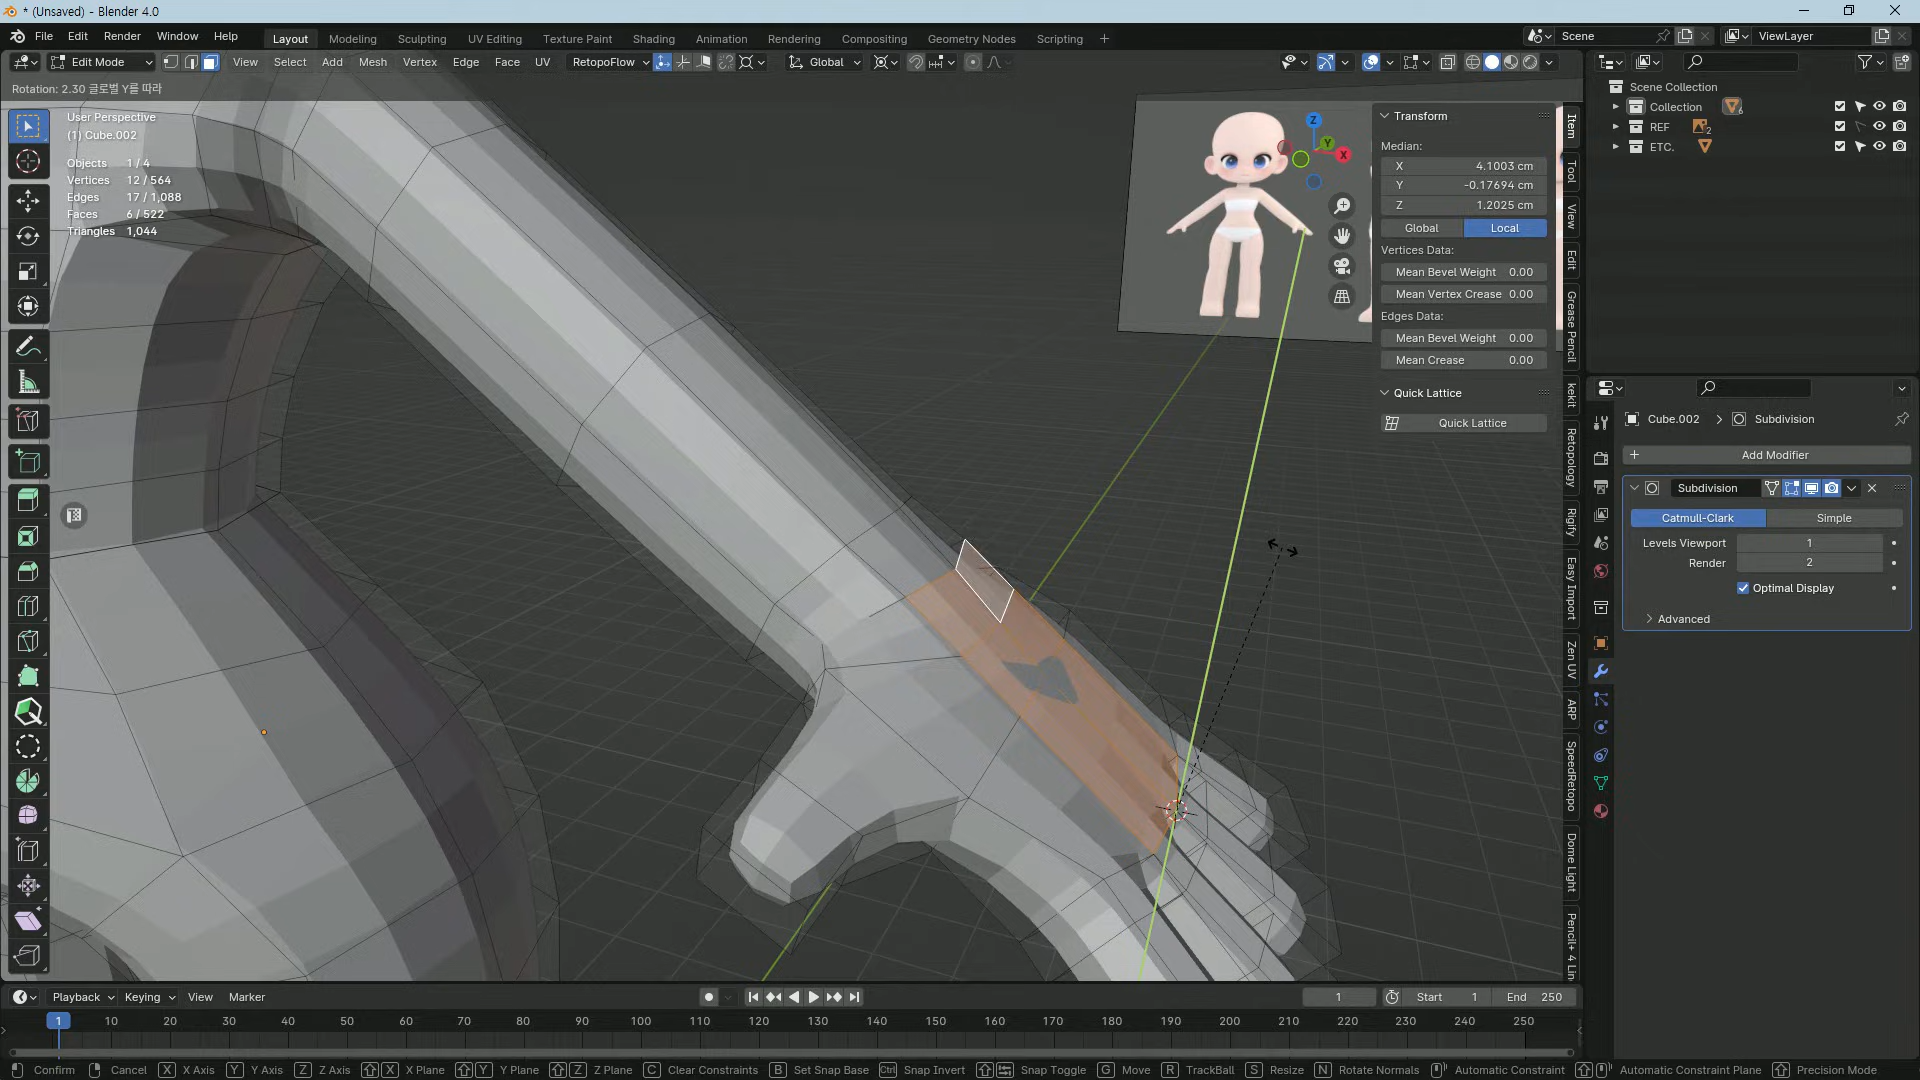 * (Unsaved) - Blender 4.0
File Edit Render Window Help Layout Modeling Sculpting UV Editing Texture Paint Shading Animation Rendering Compositing Geometry Nodes Scripting + Scene ViewLayer
Edit Mode View Select Add Mesh Vertex Edge Face UV RetopoFlow Global
Rotation: 2.30 글로벌 Y를 따라
User Perspective
(1) Cube.002
Objects 1 / 4
Vertices 12 / 564
Edges 17 / 1,088
Faces 6 / 522
Triangles 1,044
Z
Y
X
Transform
Median:
X 4.1003 cm
Y -0.17694 cm
Z 1.2025 cm
Global Local
Vertices Data:
Mean Bevel Weight 0.00
Mean Vertex Crease 0.00
Edges Data:
Mean Bevel Weight 0.00
Mean Crease 0.00
Quick Lattice
Quick Lattice
Item
Tool
View
Edit
Grease Pencil
kekit
Retopology
Rigify
Easy Import
Zen UV
ARP
SpeedRetopo
Dome Light
Pencil+ 4 Lin
Scene Collection
Collection 6
REF 2
ETC.
Cube.002 > Subdivision
+ Add Modifier
Subdivision
Catmull-Clark Simple
Levels Viewport 1
Render 2
Optimal Display
Advanced
Playback Keying View Marker 1 Start 1 End 250
1 10 20 30 40 50 60 70 80 90 100 110 120 130 140 150 160 170 180 190 200 210 220 230 240 250
Confirm Cancel X X Axis Y Y Axis Z Z Axis X X Plane Y Y Plane Z Z Plane C Clear Constraints B Set Snap Base Ctrl Snap Invert Snap Toggle G Move R TrackBall S Resize N Rotate Normals Automatic Constraint Automatic Constraint Plane Precision Mode